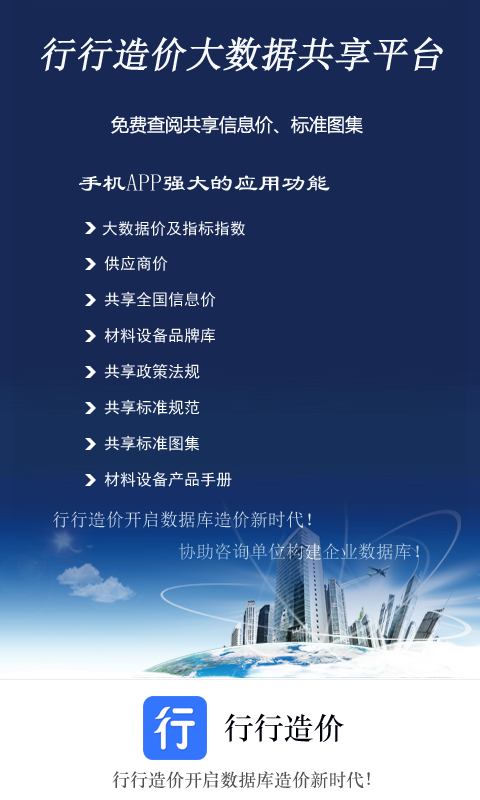 行行造价大数据共享平台
免费查阅共享信息价、标准图集
手机APP强大的应用功能
大数据价及指标指数
供应商价
共享全国信息价
材料设备品牌库
共享政策法规
共享标准规范
共享标准图集
材料设备产品手册
行行造价开启数据库造价新时代！
协助咨询单位构建企业数据库！
行 行行造价
行行造价开启数据库造价新时代！